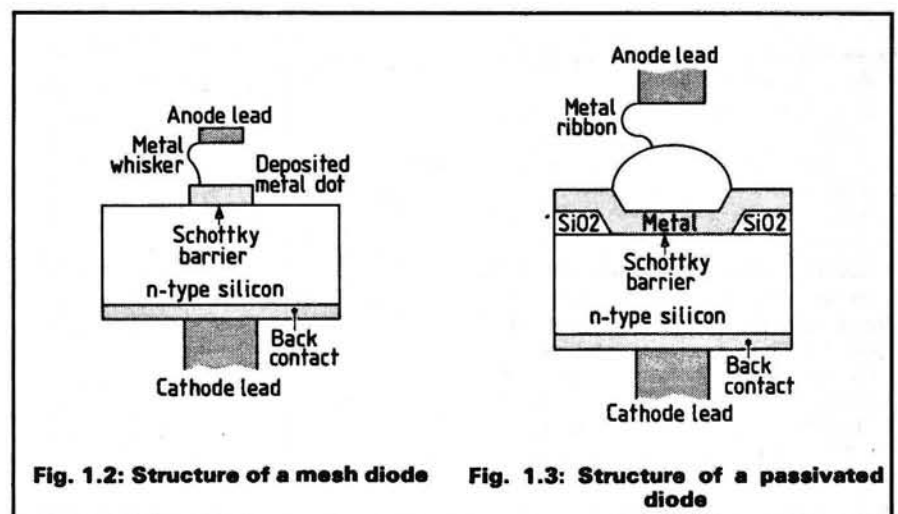 Anode lead
Metal
whisker
Deposited
metal dot
Schottky
barrier
n-type silicon
Back
contact
Cathode lead
Fig. 1.2: Structure of a mesh diode
Anode lead
Metal
ribbon
SiO2
Metal
SiO2
Schottky
barrier
n-type silicon
Back
contact
Cathode lead
Fig. 1.3: Structure of a passivated
diode